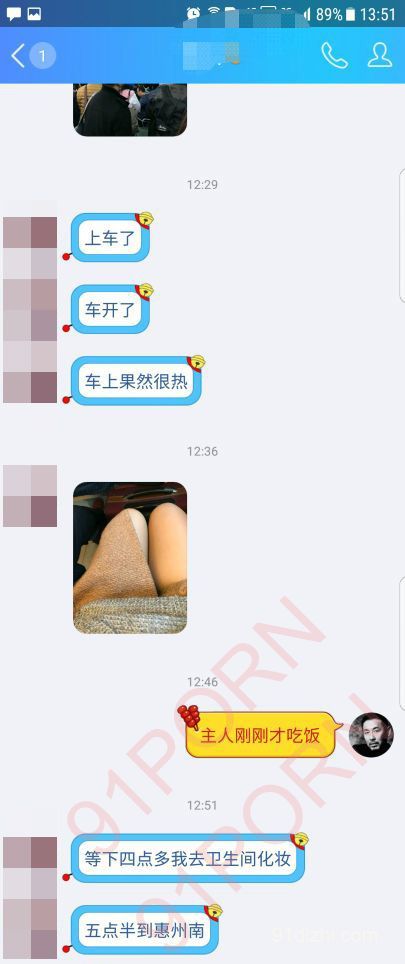 89% 13:51
1
12:29
上车了
车开了
车上果然很热
12:36
12:46
主人刚刚才吃饭
12:51
等下四点多我去卫生间化妆
五点半到惠州南
91PORN
91PORN
91dizhi.com